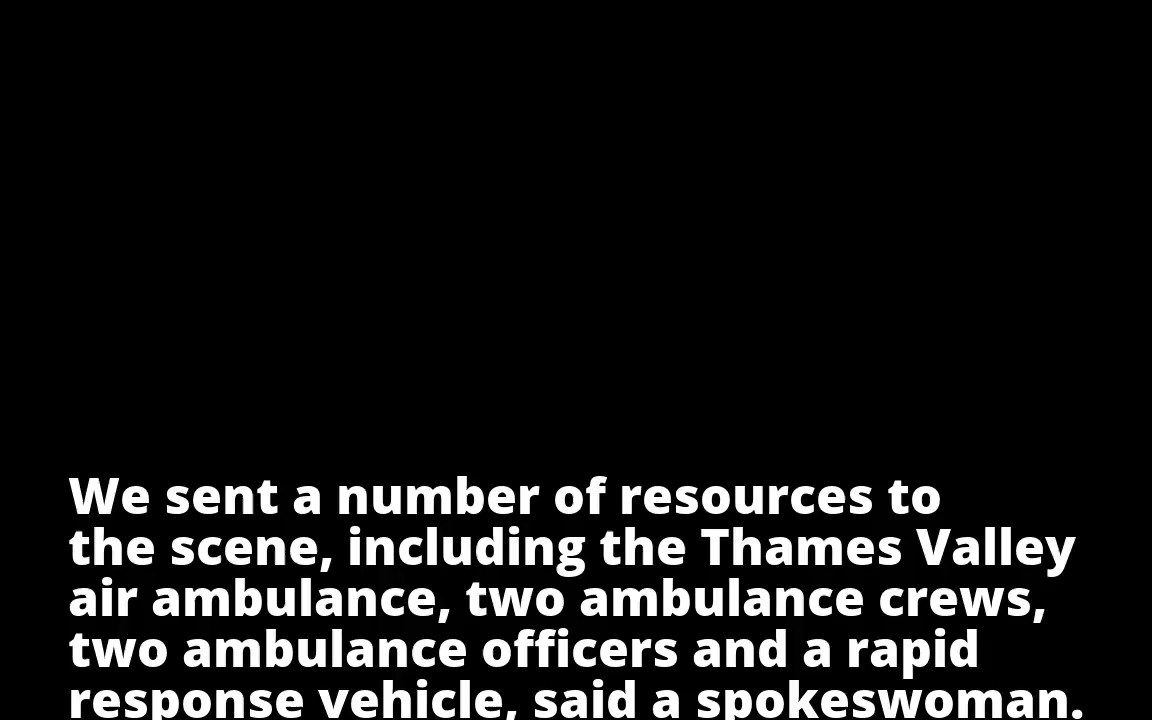 We sent a number of resources to
the scene, including the Thames Valley
air ambulance, two ambulance crews,
two ambulance officers and a rapid
response vehicle, said a spokeswoman.